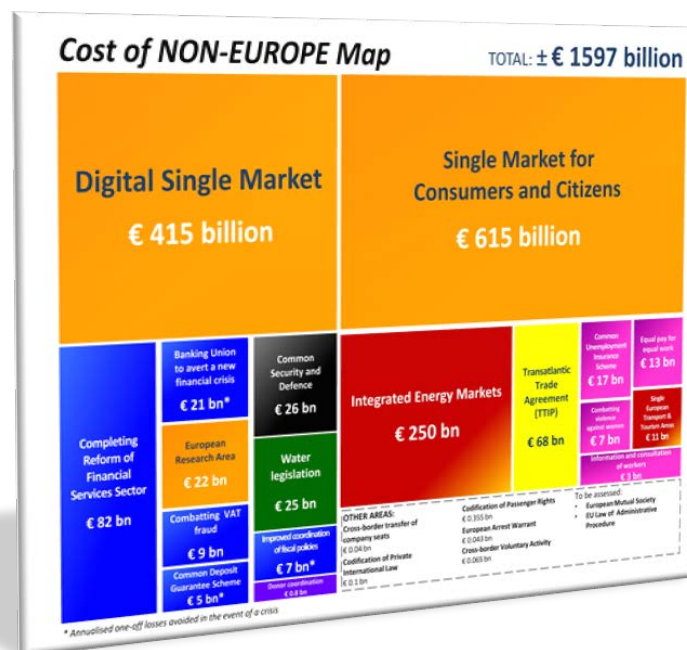 Cost of NON-EUROPE Map
TOTAL: ± € 1597 billion
Digital Single Market
€ 415 billion
Single Market for
Consumers and Citizens
€ 615 billion
Completing
Reform of
Financial
Services Sector
€ 82 bn
Banking Union
to avert a new
financial crisis
€ 21 bn*
European
Research Area
€ 22 bn
Combatting VAT
fraud
€ 9 bn
Common Deposit
Guarantee Scheme
€ 5 bn*
Common
Security and
Defence
€ 26 bn
Water
legislation
€ 25 bn
Improved coordination
of fiscal policies
€ 7 bn*
Donor coordination
€ 0.8 bn
Integrated Energy Markets
€ 250 bn
Transatlantic
Trade
Agreement
(TTIP)
€ 68 bn
Common
Unemployment
Insurance
Scheme
€ 17 bn
Equal pay for
equal work
€ 13 bn
Combatting
violence
against women
€ 7 bn
Single
European
Transport &
Tourism Areas
€ 11 bn
Information and consultation
of workers
€ 3 bn
OTHER AREAS:
Cross-border transfer of
company seats
€ 0.04 bn
Codification of Private
International Law
€ 0.1 bn
Codification of Passenger Rights
€ 0.355 bn
European Arrest Warrant
€ 0.043 bn
Cross-border Voluntary Activity
€ 0.065 bn
To be assessed:
• European Mutual Society
• EU Law of Administrative
Procedure
* Annualised one-off losses avoided in the event of a crisis